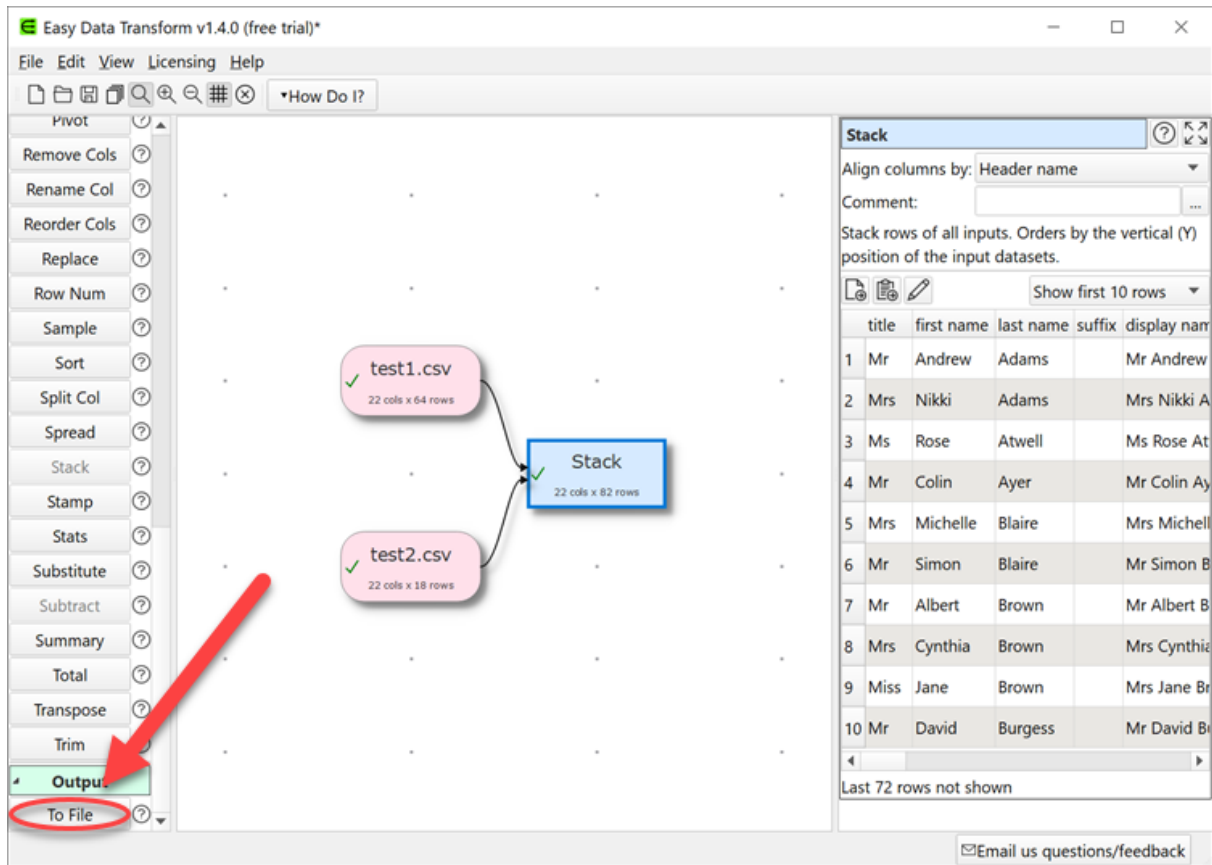 Easy Data Transform v1.4.0 (free trial)*
File Edit View Licensing Help
▾How Do I?
Pivot
Remove Cols
Rename Col
Reorder Cols
Replace
Row Num
Sample
Sort
Split Col
Spread
Stack
Stamp
Stats
Substitute
Subtract
Summary
Total
Transpose
Trim
Output
To File
test1.csv
22 cols x 64 rows
Stack
22 cols x 82 rows
test2.csv
22 cols x 18 rows
Stack
Align columns by: Header name
Comment: ...
Stack rows of all inputs. Orders by the vertical (Y)
position of the input datasets.
Show first 10 rows
title first name last name suffix display nam
1 Mr Andrew Adams Mr Andrew
2 Mrs Nikki Adams Mrs Nikki A
3 Ms Rose Atwell Ms Rose At
4 Mr Colin Ayer Mr Colin Ay
5 Mrs Michelle Blaire Mrs Michell
6 Mr Simon Blaire Mr Simon B
7 Mr Albert Brown Mr Albert B
8 Mrs Cynthia Brown Mrs Cynthia
9 Miss Jane Brown Mrs Jane Br
10 Mr David Burgess Mr David Bu
Last 72 rows not shown
Email us questions/feedback